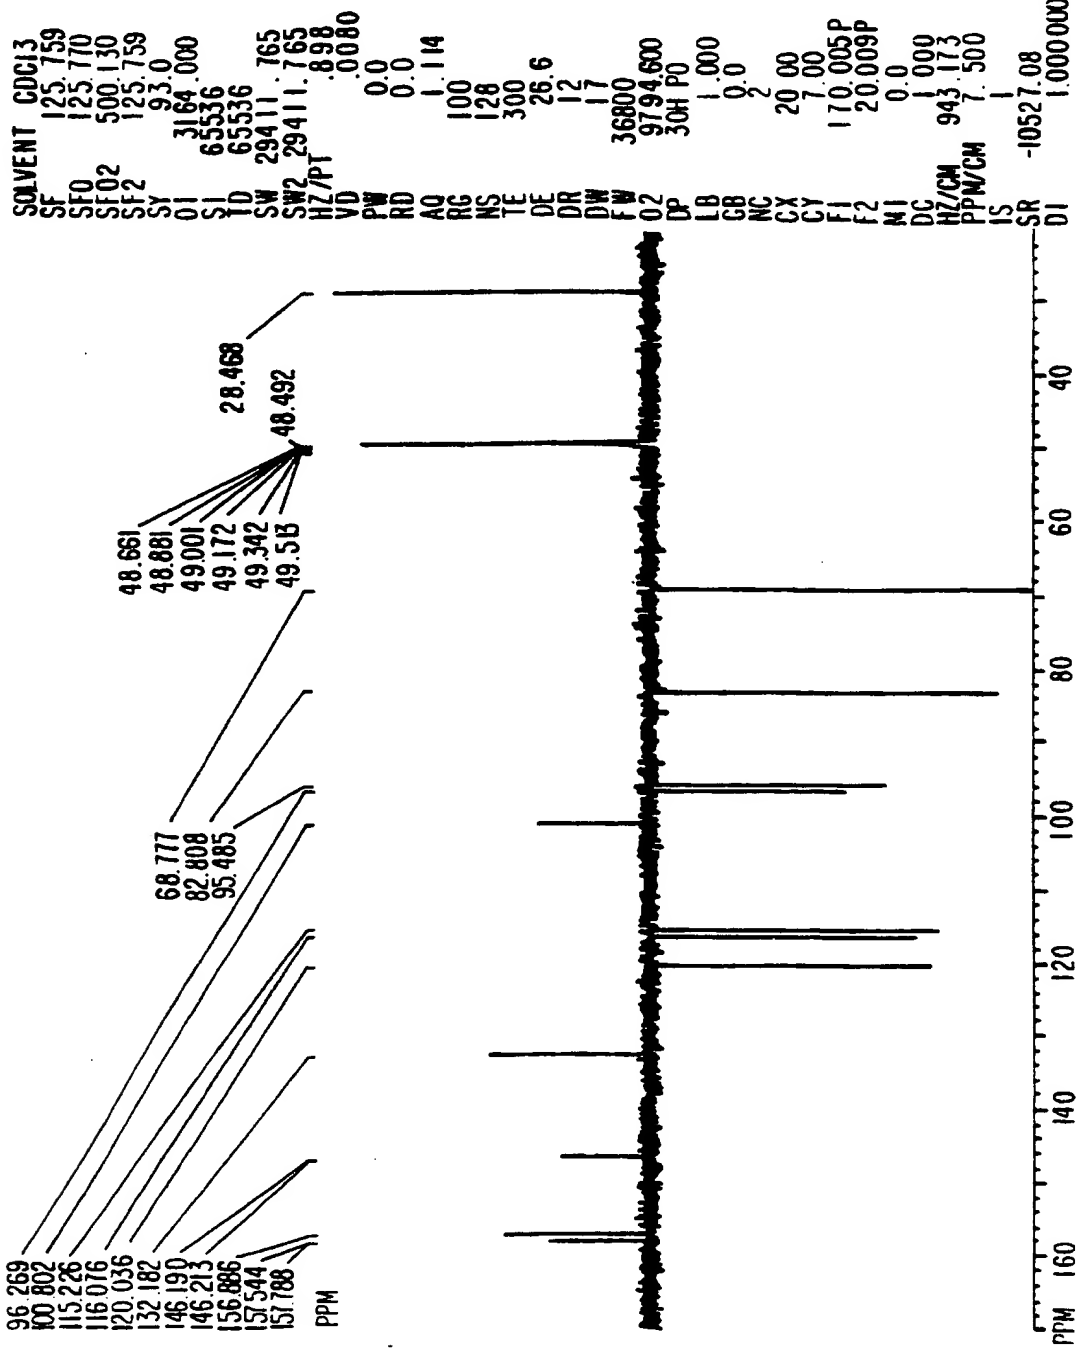 SOLVENT CDCl3
SF 125.759
SFO 125.770
SFO2 500.130
SF2 125.759
SY 93.0
O1 3164.000
SI 65536
TD 65536
SW 29411.765
SW2 29411.765
HZ/PT .898
VD .0080
PW 0.0
RD 0.0
AQ 1.114
RG 100
NS 128
TE 300
DE 26.6
DR 12
DW 17
FW 36800
O2 9794.600
DP 30H P0
LB 1.000
GB 0.0
NC 2
CX 20.00
CY 7.00
F1 170.005P
F2 20.009P
MI 0.0
DC 1.000
HZ/CM 943.173
PPM/CM 7.500
IS 1
SR -10527.08
D1 1.000000
28.468
48.492
48.661
48.881
49.001
49.172
49.342
49.513
68.777
82.808
95.485
96.269
100.802
115.226
116.076
120.036
132.182
146.190
146.213
156.886
157.544
157.788
PPM
PPM 160 140 120 100 80 60 40